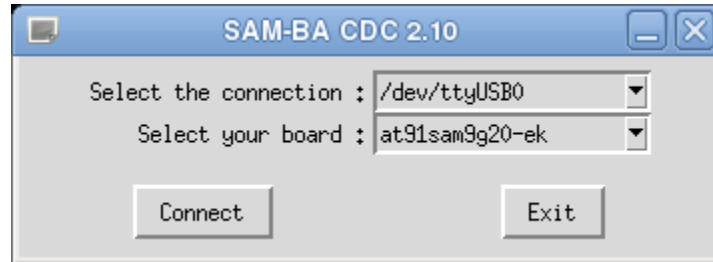 SAM-BA CDC 2.10
Select the connection : /dev/ttyUSB0
Select your board : at91sam9g20-ek
Connect Exit